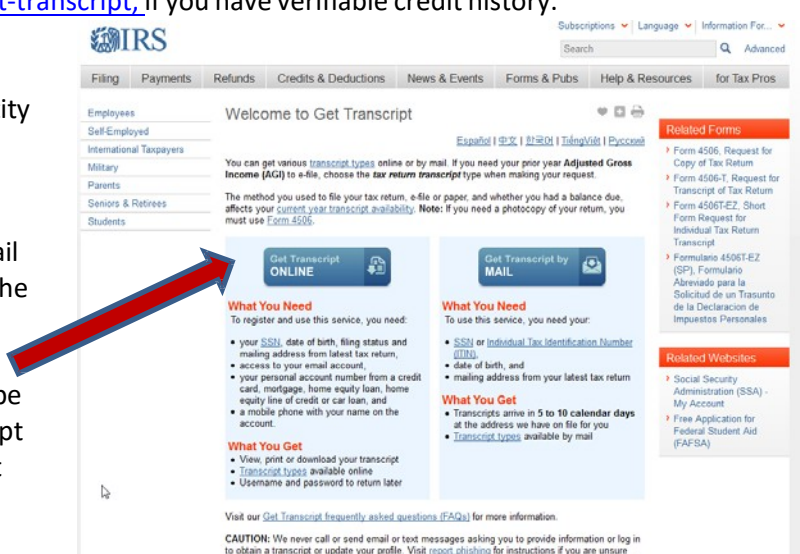 t-transcript, if you have verifiable credit history.
Subscriptions Language Information For...
IRS
Search Advanced
Filing Payments Refunds Credits & Deductions News & Events Forms & Pubs Help & Resources for Tax Pros
ity
ail
he
be
pt
t
Employees
Self-Employed
International Taxpayers
Military
Parents
Seniors & Retirees
Students
Welcome to Get Transcript
Español | 中文 | 한국어 | TiếngViệt | Русский
You can get various transcript types online or by mail. If you need your prior year Adjusted Gross
Income (AGI) to e-file, choose the tax return transcript type when making your request.
The method you used to file your tax return, e-file or paper, and whether you had a balance due,
affects your current year transcript availability. Note: If you need a photocopy of your return, you
must use Form 4506.
Get Transcript
ONLINE
What You Need
To register and use this service, you need:
• your SSN, date of birth, filing status and
mailing address from latest tax return,
• access to your email account,
• your personal account number from a credit
card, mortgage, home equity loan, home
equity line of credit or car loan, and
• a mobile phone with your name on the
account.
What You Get
• View, print or download your transcript
• Transcript types available online
• Username and password to return later
Get Transcript by
MAIL
What You Need
To use this service, you need your:
• SSN or Individual Tax Identification Number
(ITIN),
• date of birth, and
• mailing address from your latest tax return
What You Get
• Transcripts arrive in 5 to 10 calendar days
at the address we have on file for you
• Transcript types available by mail
Visit our Get Transcript frequently asked questions (FAQs) for more information.
CAUTION: We never call or send email or text messages asking you to provide information or log in
to obtain a transcript or update your profile. Visit report phishing for instructions if you are unsure
Related Forms
Form 4506, Request for
Copy of Tax Return
Form 4506-T, Request for
Transcript of Tax Return
Form 4506T-EZ, Short
Form Request for
Individual Tax Return
Transcript
Formulario 4506T-EZ
(SP), Formulario
Abreviado para la
Solicitud de un Trasunto
de la Declaracion de
Impuestos Personales
Related Websites
Social Security
Administration (SSA) -
My Account
Free Application for
Federal Student Aid
(FAFSA)